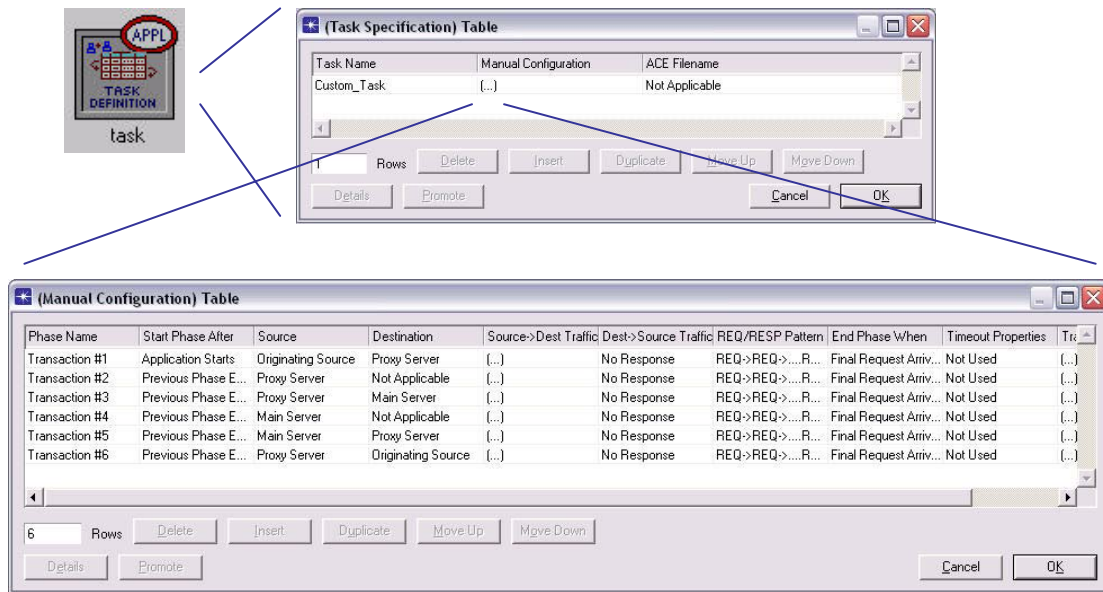 APPL
TASK
DEFINITION
task
(Task Specification) Table
Task Name Manual Configuration ACE Filename
Custom_Task (...) Not Applicable
1 Rows Delete Insert Duplicate Move Up Move Down
Details Promote Cancel OK
(Manual Configuration) Table
Phase Name Start Phase After Source Destination Source->Dest Traffic Dest->Source Traffic REQ/RESP Pattern End Phase When Timeout Properties Tra
Transaction #1 Application Starts Originating Source Proxy Server (...) No Response REQ->REQ->....R... Final Request Arriv... Not Used (...)
Transaction #2 Previous Phase E... Proxy Server Not Applicable (...) No Response REQ->REQ->....R... Final Request Arriv... Not Used (...)
Transaction #3 Previous Phase E... Proxy Server Main Server (...) No Response REQ->REQ->....R... Final Request Arriv... Not Used (...)
Transaction #4 Previous Phase E... Main Server Not Applicable (...) No Response REQ->REQ->....R... Final Request Arriv... Not Used (...)
Transaction #5 Previous Phase E... Main Server Proxy Server (...) No Response REQ->REQ->....R... Final Request Arriv... Not Used (...)
Transaction #6 Previous Phase E... Proxy Server Originating Source (...) No Response REQ->REQ->....R... Final Request Arriv... Not Used (...)
6 Rows Delete Insert Duplicate Move Up Move Down
Details Promote Cancel OK